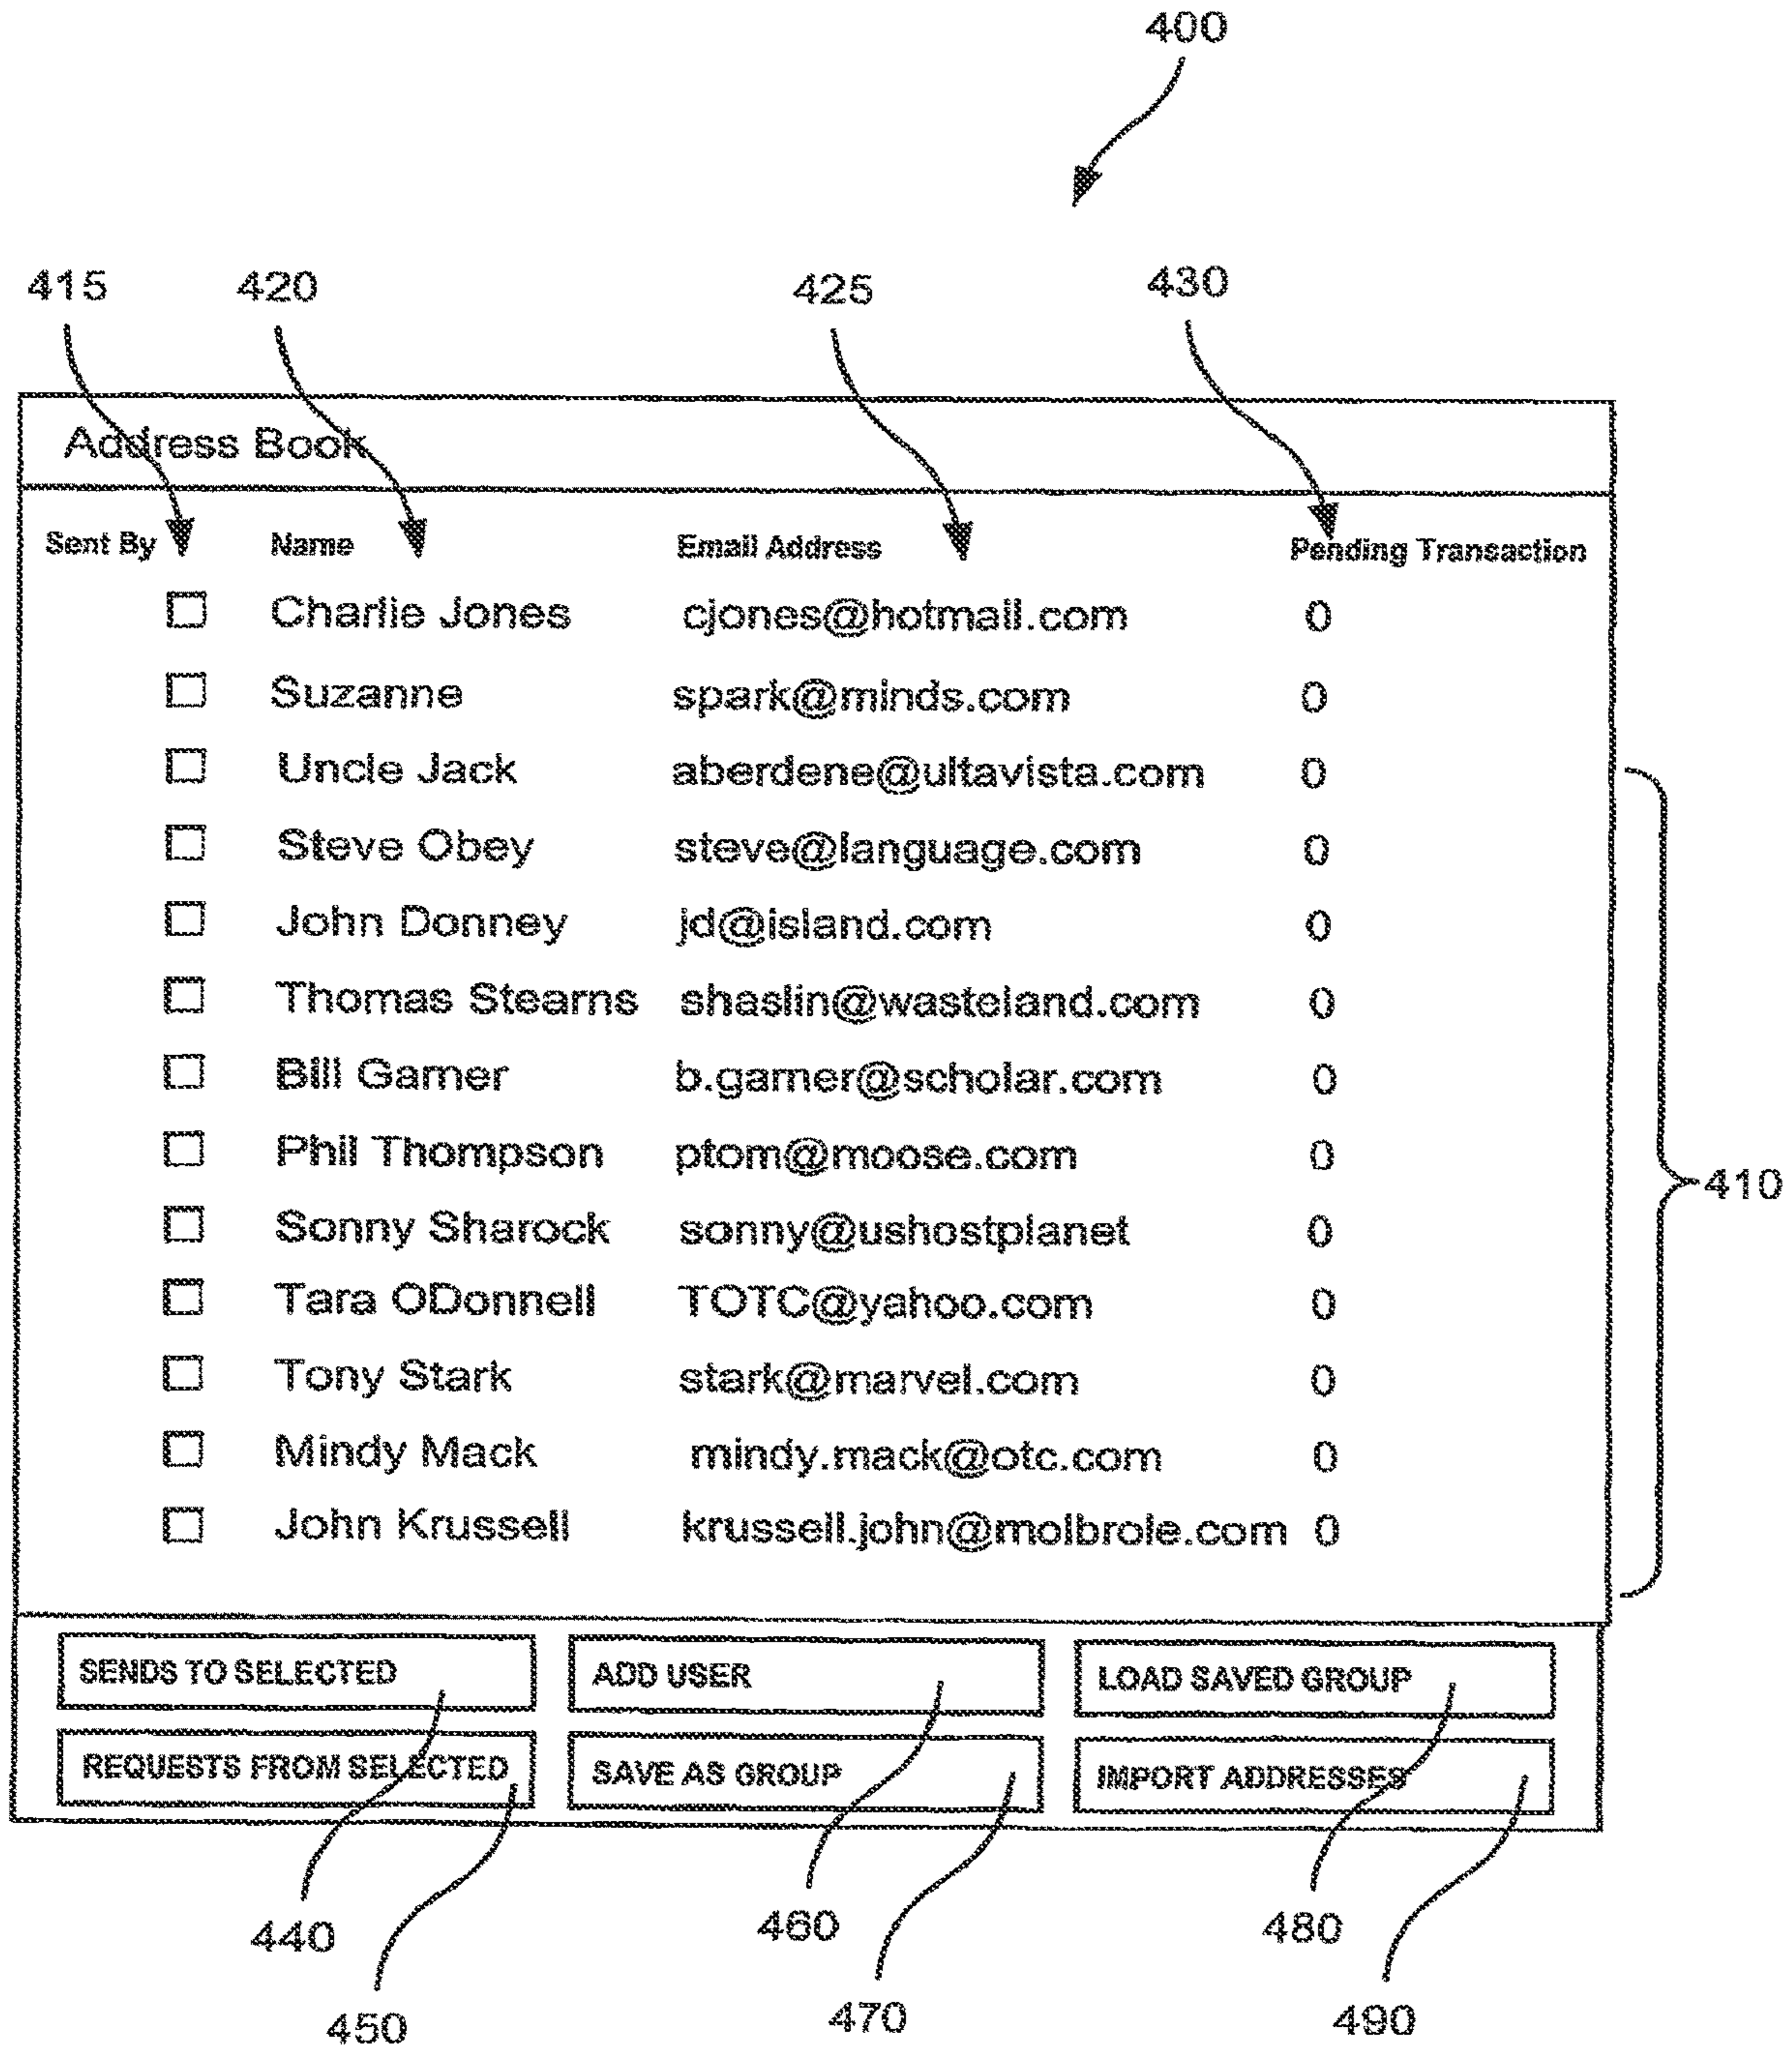 400
415 420 425 430
Address Book
Sent By Name Email Address Pending Transaction
Charlie Jones cjones@hotmail.com 0
Suzanne spark@minds.com 0
Uncle Jack aberdene@ultavista.com 0
Steve Obey steve@language.com 0
John Donney jd@island.com 0
Thomas Stearns shaslin@wasteland.com 0
Bill Garner b.garner@scholar.com 0
Phil Thompson ptom@moose.com 0
410
Sonny Sharock sonny@ushostplanet 0
Tara ODonnell TOTC@yahoo.com 0
Tony Stark stark@marvel.com 0
Mindy Mack mindy.mack@otc.com 0
John Krussell krussell.john@molbrole.com 0
SENDS TO SELECTED ADD USER LOAD SAVED GROUP
REQUESTS FROM SELECTED SAVE AS GROUP IMPORT ADDRESSES
440 460 480
450 470 490